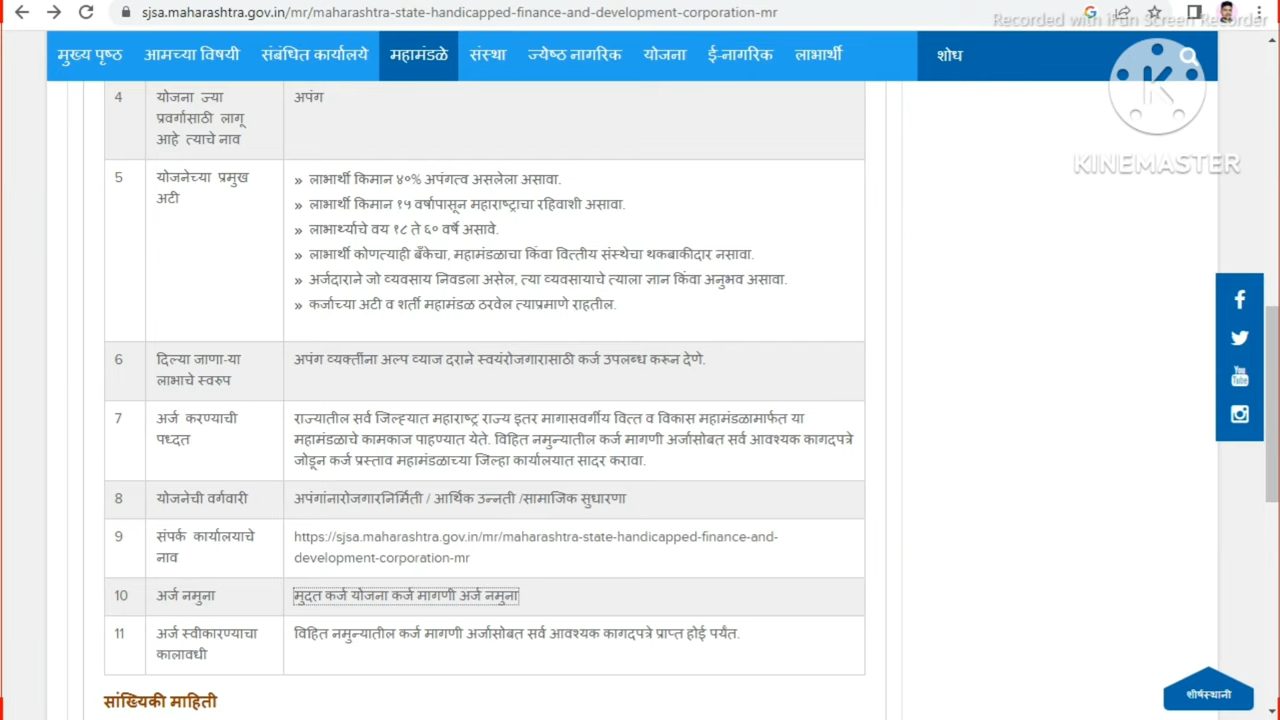 sjsa.maharashtra.gov.in/mr/maharashtra-state-handicapped-finance-and-development-corporation-mr
Recorded with iFun Screen Recorder
मुख्य पृष्ठ आमच्या विषयी संबंधित कार्यालये महामंडळे संस्था ज्येष्ठ नागरिक योजना ई-नागरिक लाभार्थी शोध
KINEMASTER
4 योजना ज्या अपंग
प्रवर्गासाठी लागू
आहे त्याचे नाव
5 योजनेच्या प्रमुख » लाभार्थी किमान ४०% अपंगत्व असलेला असावा.
अटी
» लाभार्थी किमान १५ वर्षापासून महाराष्ट्राचा रहिवाशी असावा.
» लाभार्थ्याचे वय १८ ते ६० वर्षे असावे.
» लाभार्थी कोणत्याही बँकेचा, महामंडळाचा किंवा वित्तीय संस्थेचा थकबाकीदार नसावा.
» अर्जदाराने जो व्यवसाय निवडला असेल, त्या व्यवसायाचे त्याला ज्ञान किंवा अनुभव असावा.
» कर्जाच्या अटी व शर्ती महामंडळ ठरवेल त्याप्रमाणे राहतील.
6 दिल्या जाणा-या अपंग व्यक्तींना अल्प व्याज दराने स्वयंरोजगारासाठी कर्ज उपलब्ध करून देणे.
लाभाचे स्वरुप
7 अर्ज करण्याची राज्यातील सर्व जिल्ह्यात महाराष्ट्र राज्य इतर मागासवर्गीय वित्त व विकास महामंडळामार्फत या
पध्दत महामंडळाचे कामकाज पाहण्यात येते. विहित नमुन्यातील कर्ज मागणी अर्जासोबत सर्व आवश्यक कागदपत्रे
जोडून कर्ज प्रस्ताव महामंडळाच्या जिल्हा कार्यालयात सादर करावा.
8 योजनेची वर्गवारी अपंगांनारोजगारनिर्मिती / आर्थिक उन्नती /सामाजिक सुधारणा
9 संपर्क कार्यालयाचे https://sjsa.maharashtra.gov.in/mr/maharashtra-state-handicapped-finance-and-
नाव development-corporation-mr
10 अर्ज नमुना मुदत कर्ज योजना कर्ज मागणी अर्ज नमुना
11 अर्ज स्वीकारण्याचा विहित नमुन्यातील कर्ज मागणी अर्जासोबत सर्व आवश्यक कागदपत्रे प्राप्त होई पर्यंत.
कालावधी
सांख्यिकी माहिती
शीर्षस्थानी
You
Tube